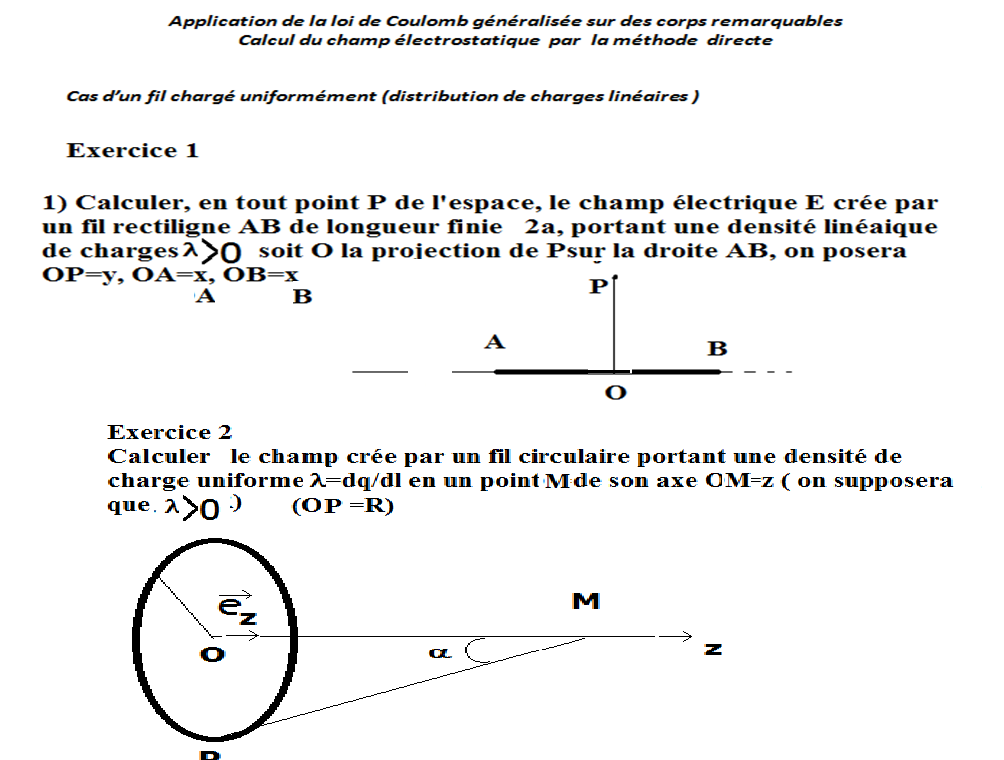 Application de la loi de Coulomb généralisée sur des corps remarquables
Calcul du champ électrostatique par la méthode directe
Cas d'un fil chargé uniformément (distribution de charges linéaires )
Exercice 1
1) Calculer, en tout point P de l'espace, le champ électrique E crée par
un fil rectiligne AB de longueur finie 2a, portant une densité linéaique
de charges λ>0 soit O la projection de Psur la droite AB, on posera
OP=y, OA=x, OB=x
A B
P
A B
O
Exercice 2
Calculer le champ crée par un fil circulaire portant une densité de
charge uniforme λ=dq/dl en un point M de son axe OM=z ( on supposera
que. λ>0 ) (OP =R)
e z
M
O α z
P